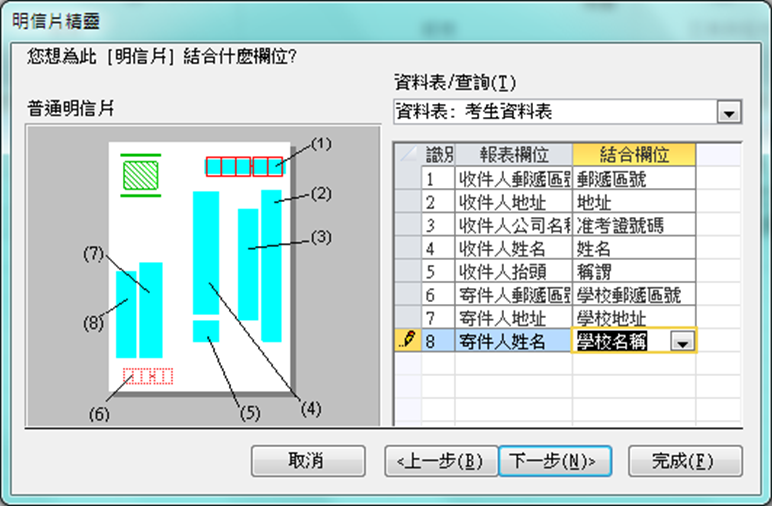 明信片精靈
您想為此 [明信片] 結合什麼欄位?
普通明信片
(1)
(2)
(3)
(7)
(8)
(6)
(5)
(4)
資料表/查詢(T)
資料表: 考生資料表
識別 報表欄位 結合欄位
1 收件人郵遞區號 郵遞區號
2 收件人地址 地址
3 收件人公司名稱 准考證號碼
4 收件人姓名 姓名
5 收件人抬頭 稱謂
6 寄件人郵遞區號 學校郵遞區號
7 寄件人地址 學校地址
8 寄件人姓名 學校名稱
取消 <上一步(B) 下一步(N)> 完成(F)